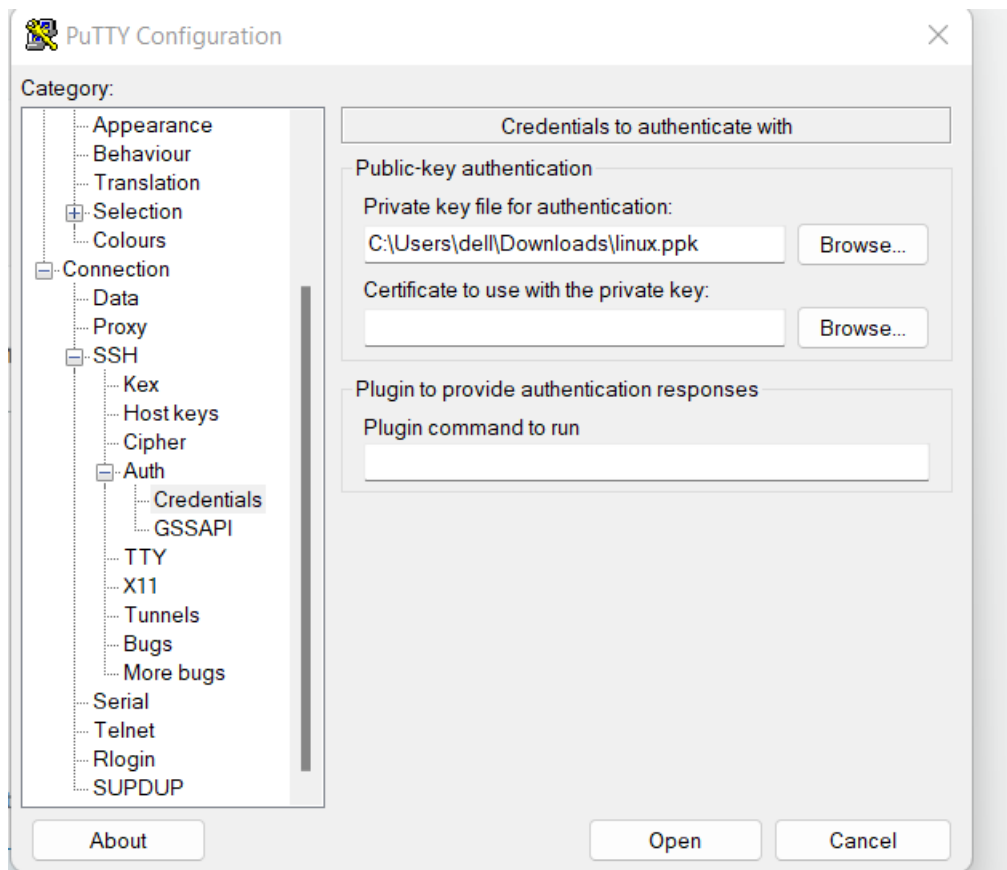 PuTTY Configuration
Category:
Appearance
Behaviour
Translation
Selection
Colours
Connection
Data
Proxy
SSH
Kex
Host keys
Cipher
Auth
Credentials
GSSAPI
TTY
X11
Tunnels
Bugs
More bugs
Serial
Telnet
Rlogin
SUPDUP
Credentials to authenticate with
Public-key authentication
Private key file for authentication:
C:\Users\dell\Downloads\linux.ppk
Browse...
Certificate to use with the private key:
Browse...
Plugin to provide authentication responses
Plugin command to run
About
Open
Cancel